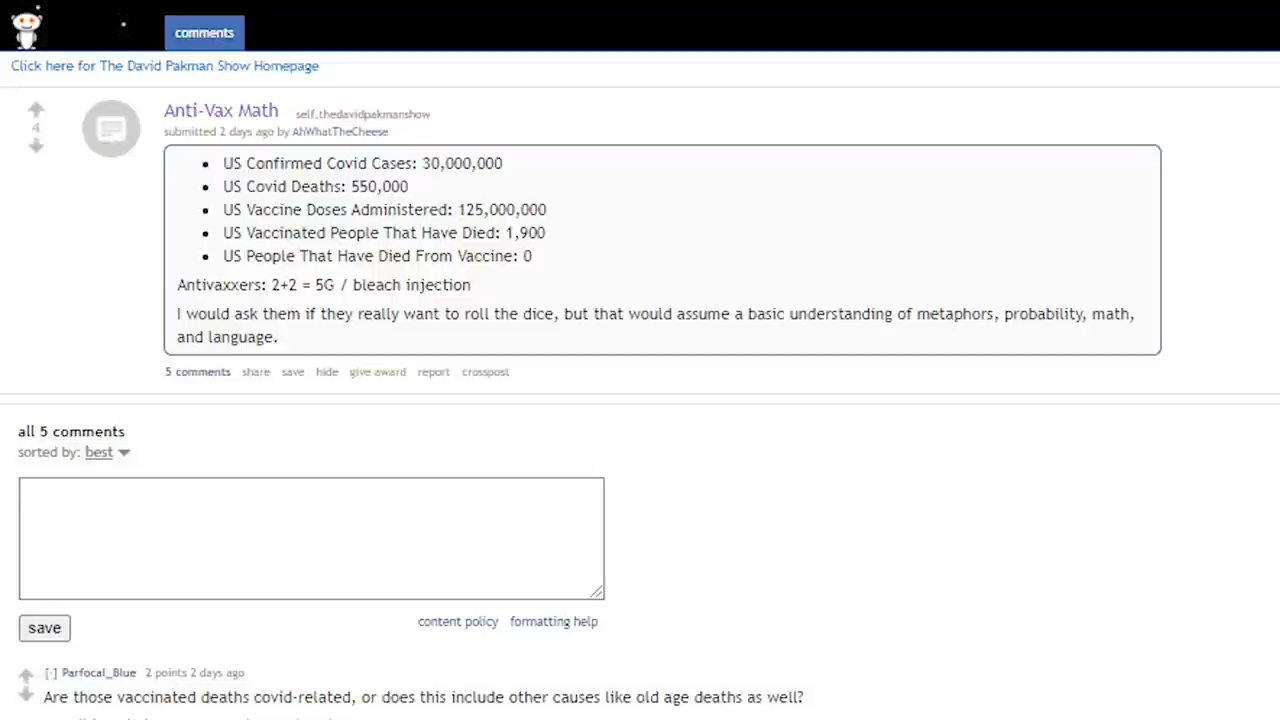 comments
Click here for The David Pakman Show Homepage
4
Anti-Vax Math self.thedavidpakmanshow
submitted 2 days ago by AhWhatTheCheese
• US Confirmed Covid Cases: 30,000,000
• US Covid Deaths: 550,000
• US Vaccine Doses Administered: 125,000,000
• US Vaccinated People That Have Died: 1,900
• US People That Have Died From Vaccine: 0
Antivaxxers: 2+2 = 5G / bleach injection
I would ask them if they really want to roll the dice, but that would assume a basic understanding of metaphors, probability, math,
and language.
5 comments share save hide give award report crosspost
all 5 comments
sorted by: best
content policy formatting help
save
[-] Parfocal_Blue 2 points 2 days ago
Are those vaccinated deaths covid-related, or does this include other causes like old age deaths as well?